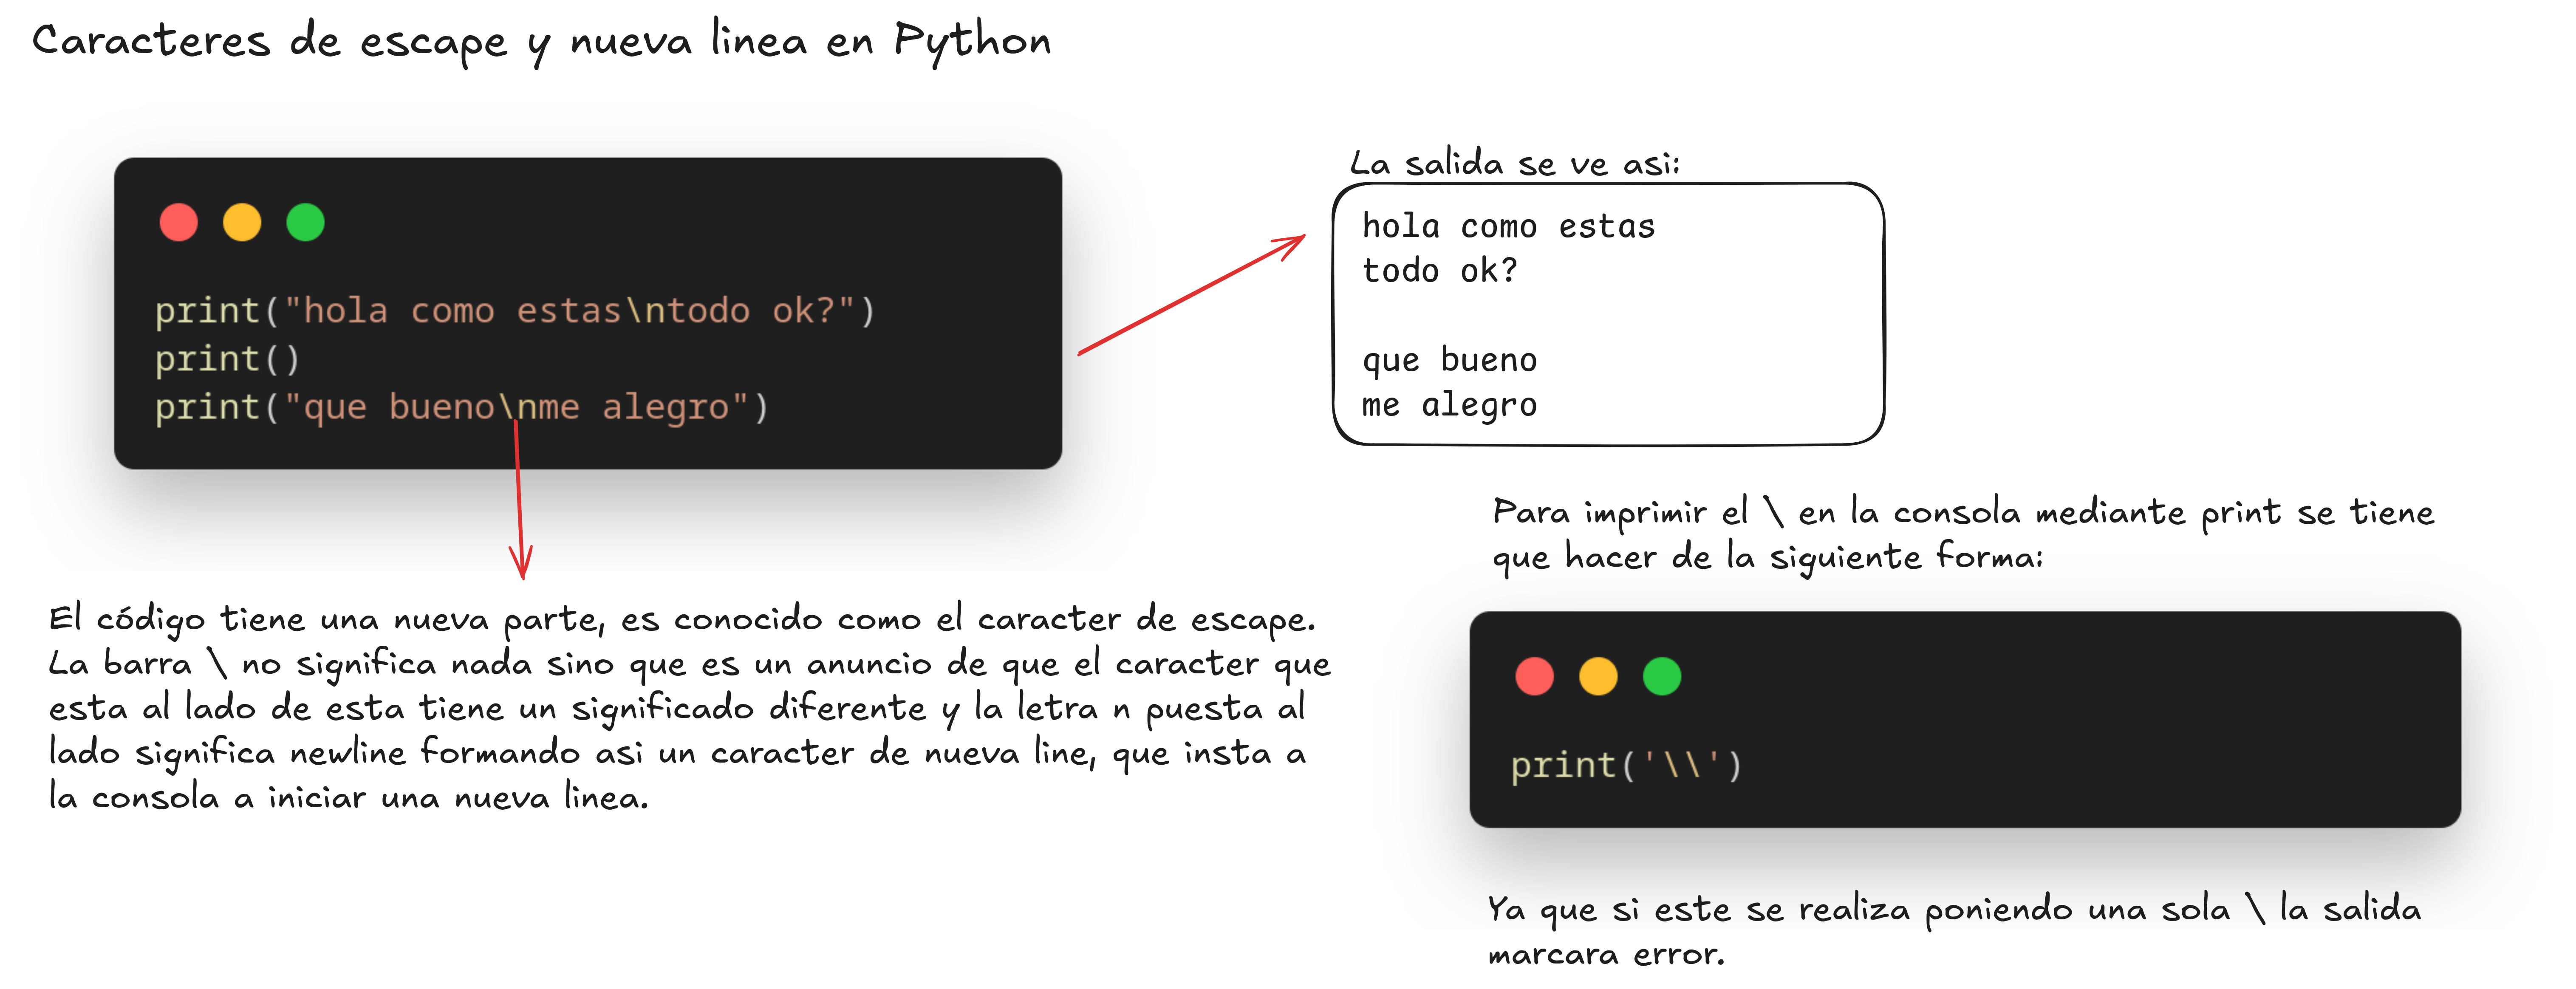 Caracteres de escape y nueva linea en Python
print("hola como estas\ntodo ok?")
print()
print("que bueno\nme alegro")
La salida se ve asi:
hola como estas
todo ok?
que bueno
me alegro
El código tiene una nueva parte, es conocido como el caracter de escape.
La barra \ no significa nada sino que es un anuncio de que el caracter que
esta al lado de esta tiene un significado diferente y la letra n puesta al
lado significa newline formando asi un caracter de nueva line, que insta a
la consola a iniciar una nueva linea.
Para imprimir el \ en la consola mediante print se tiene
que hacer de la siguiente forma:
print('\\')
Ya que si este se realiza poniendo una sola \ la salida
marcara error.